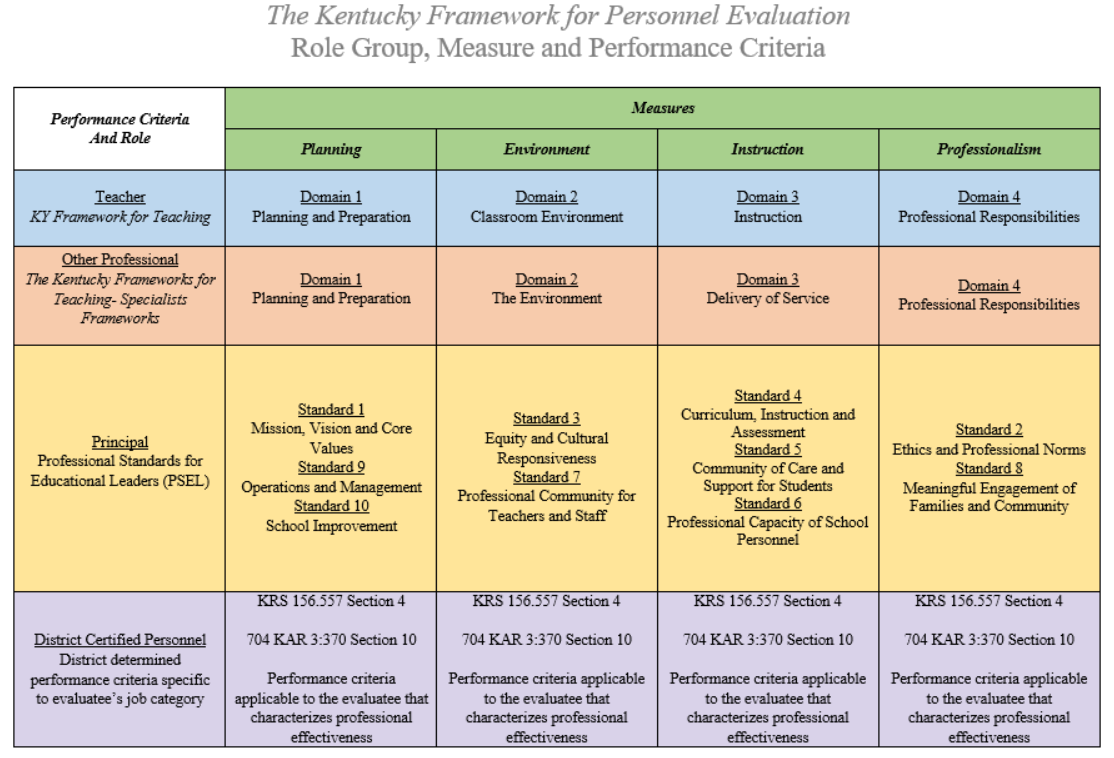 The Kentucky Framework for Personnel Evaluation
Role Group, Measure and Performance Criteria
Performance Criteria
And Role
Measures
Planning
Environment
Instruction
Professionalism
Teacher
KY Framework for Teaching
Domain 1
Planning and Preparation
Domain 2
Classroom Environment
Domain 3
Instruction
Domain 4
Professional Responsibilities
Other Professional
The Kentucky Frameworks for
Teaching- Specialists
Frameworks
Domain 1
Planning and Preparation
Domain 2
The Environment
Domain 3
Delivery of Service
Domain 4
Professional Responsibilities
Principal
Professional Standards for
Educational Leaders (PSEL)
Standard 1
Mission, Vision and Core
Values
Standard 9
Operations and Management
Standard 10
School Improvement
Standard 3
Equity and Cultural
Responsiveness
Standard 7
Professional Community for
Teachers and Staff
Standard 4
Curriculum, Instruction and
Assessment
Standard 5
Community of Care and
Support for Students
Standard 6
Professional Capacity of School
Personnel
Standard 2
Ethics and Professional Norms
Standard 8
Meaningful Engagement of
Families and Community
District Certified Personnel
District determined
performance criteria specific
to evaluatee's job category
KRS 156.557 Section 4
704 KAR 3:370 Section 10
Performance criteria
applicable to the evaluatee that
characterizes professional
effectiveness
KRS 156.557 Section 4
704 KAR 3:370 Section 10
Performance criteria applicable
to the evaluatee that
characterizes professional
effectiveness
KRS 156.557 Section 4
704 KAR 3:370 Section 10
Performance criteria applicable
to the evaluatee that
characterizes professional
effectiveness
KRS 156.557 Section 4
704 KAR 3:370 Section 10
Performance criteria applicable
to the evaluatee that
characterizes professional
effectiveness